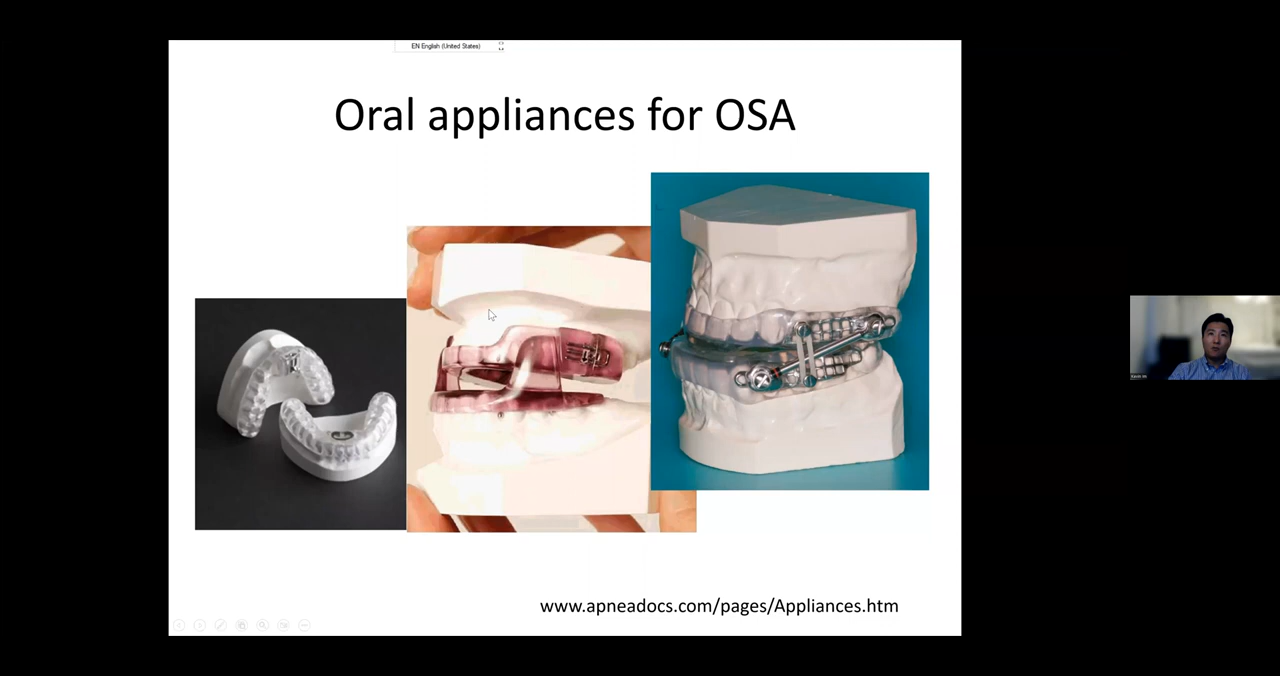 EN English (United States)
Oral appliances for OSA
www.apneadocs.com/pages/Appliances.htm